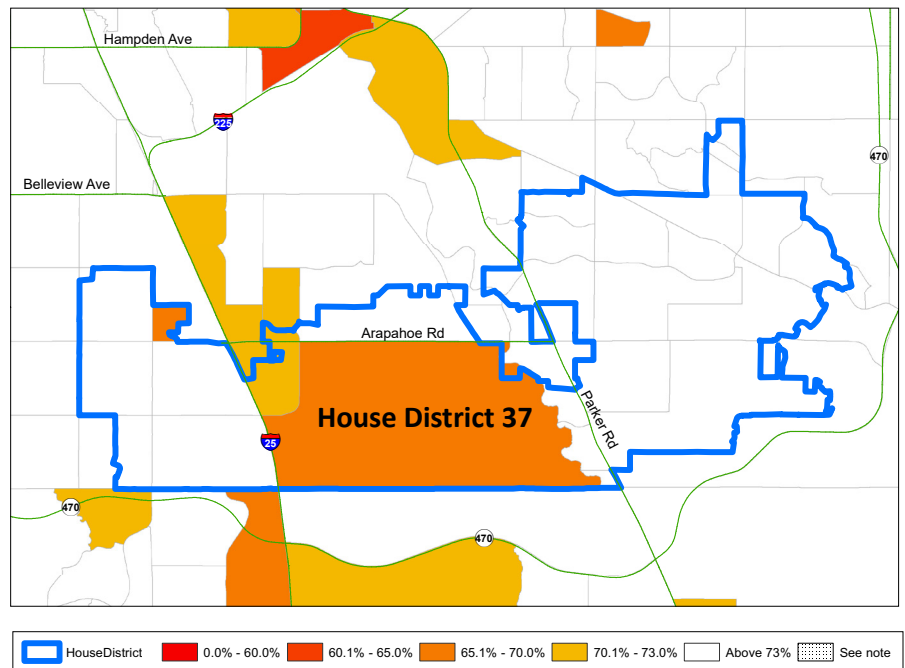 Hampden Ave
225
470
Belleview Ave
Arapahoe Rd
House District 37
Parker Rd
25
470
470
HouseDistrict 0.0% - 60.0% 60.1% - 65.0% 65.1% - 70.0% 70.1% - 73.0% Above 73% See note